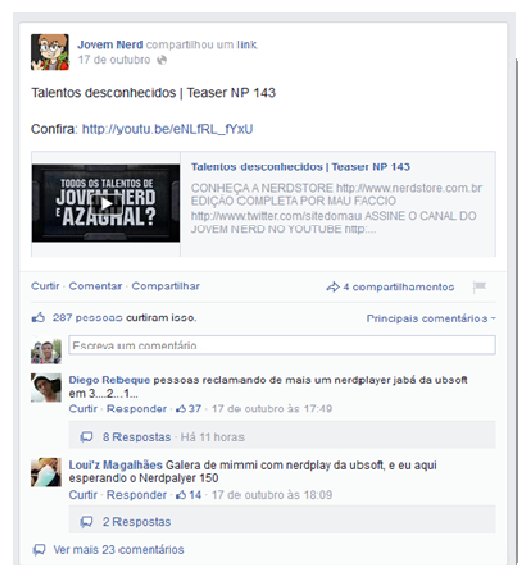 Jovem Nerd compartilhou um link.
17 de outubro
Talentos desconhecidos | Teaser NP 143
Confira: http://youtu.be/eNLfRL_fYxU
TODOS OS TALENTOS DE
JOVEM NERD
E AZAGHAL?
Talentos desconhecidos | Teaser NP 143
CONHEÇA A NERDSTORE http://www.nerdstore.com.br
EDIÇÃO COMPLETA POR MAU FACCIO
http://www.twitter.com/sitedomau ASSINE O CANAL DO
JOVEM NERD NO YOUTUBE http:...
Curtir · Comentar · Compartilhar
4 compartilhamentos
287 pessoas curtiram isso.
Principais comentários
Escreva um comentário...
Diego Rebeque pessoas reclamando de mais um nerdplayer jabá da ubsoft
em 3....2...1...
Curtir · Responder · 37 · 17 de outubro às 17:49
8 Respostas · Há 11 horas
Loui'z Magalhães Galera de mimmi com nerdplay da ubsoft, e eu aqui
esperando o Nerdpalyer 150
Curtir · Responder · 14 · 17 de outubro às 18:09
2 Respostas
Ver mais 23 comentários